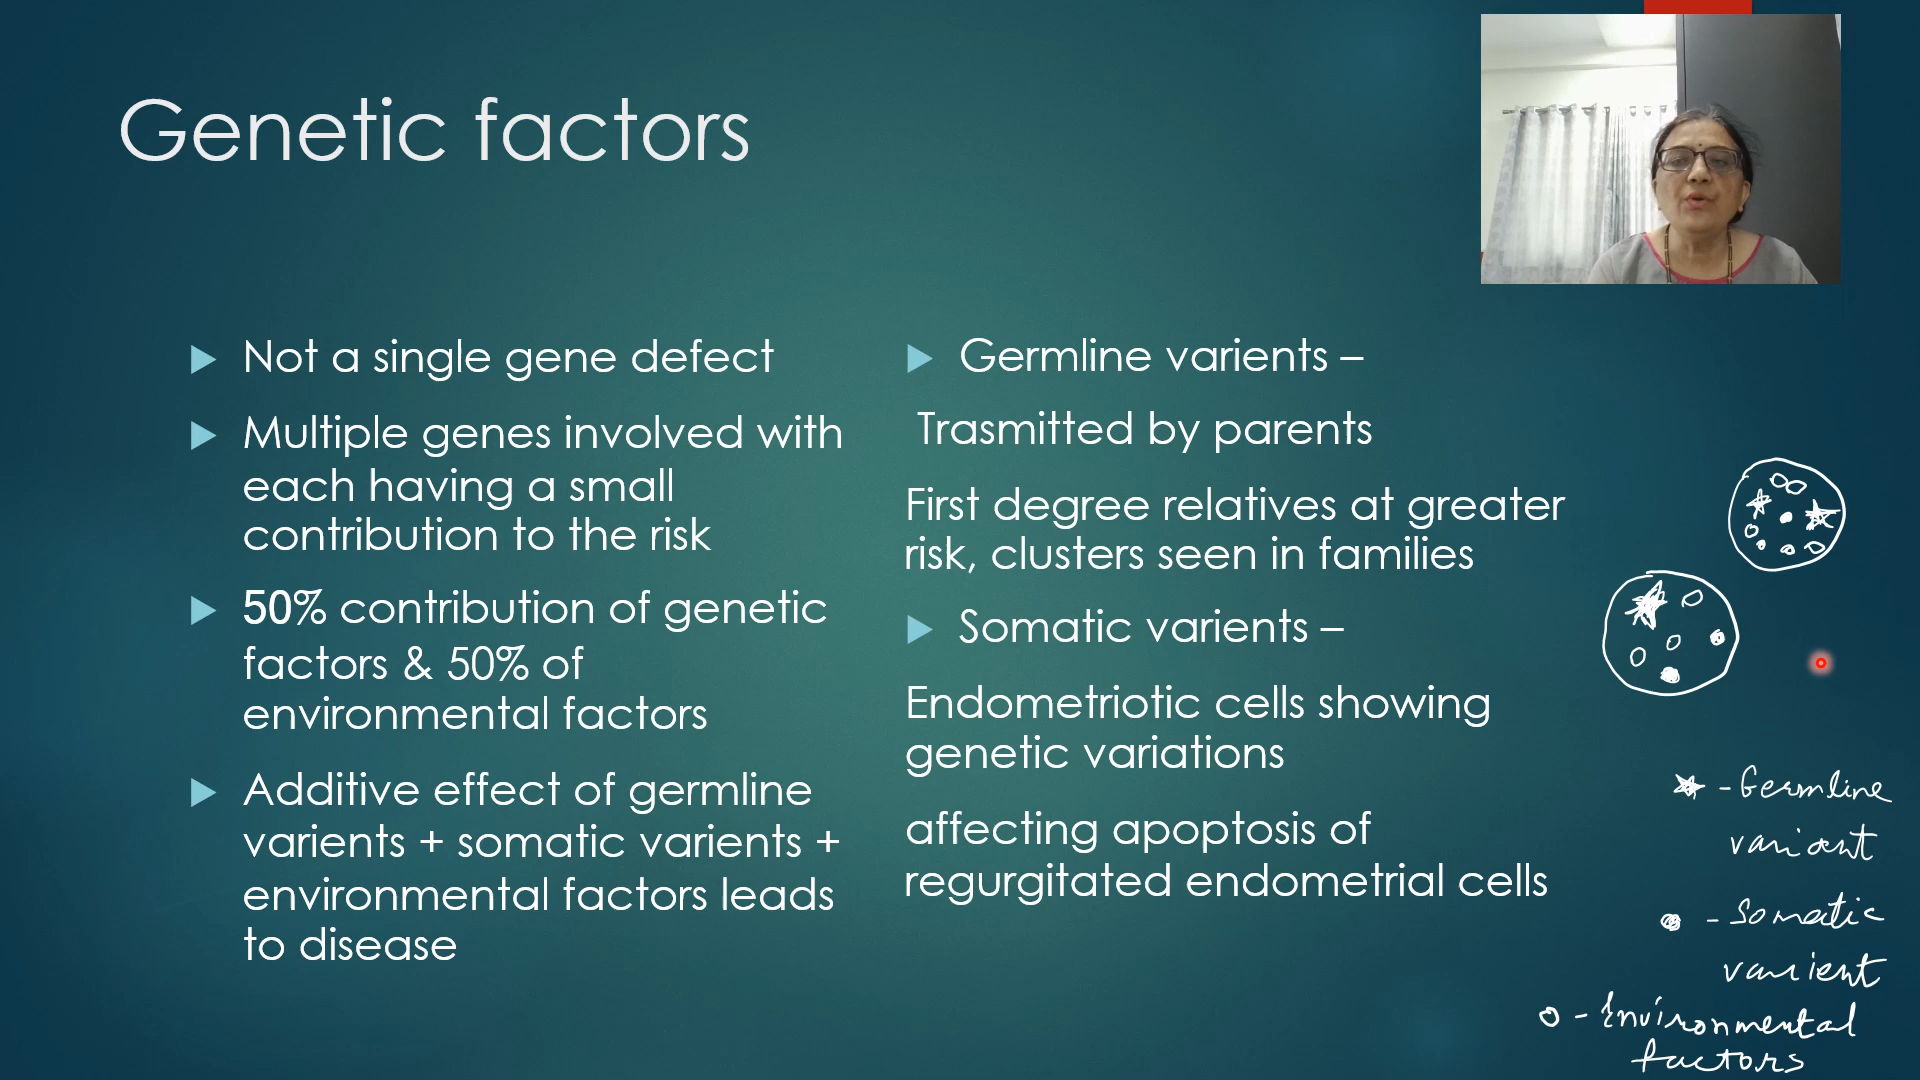 Genetic factors
Not a single gene defect
Multiple genes involved with
each having a small
contribution to the risk
50% contribution of genetic
factors & 50% of
environmental factors
Additive effect of germline
varients + somatic varients +
environmental factors leads
to disease
Germline varients –
Trasmitted by parents
First degree relatives at greater
risk, clusters seen in families
Somatic varients –
Endometriotic cells showing
genetic variations
affecting apoptosis of
regurgitated endometrial cells
- Germline
variant
- Somatic
varient
- Environmental
factors